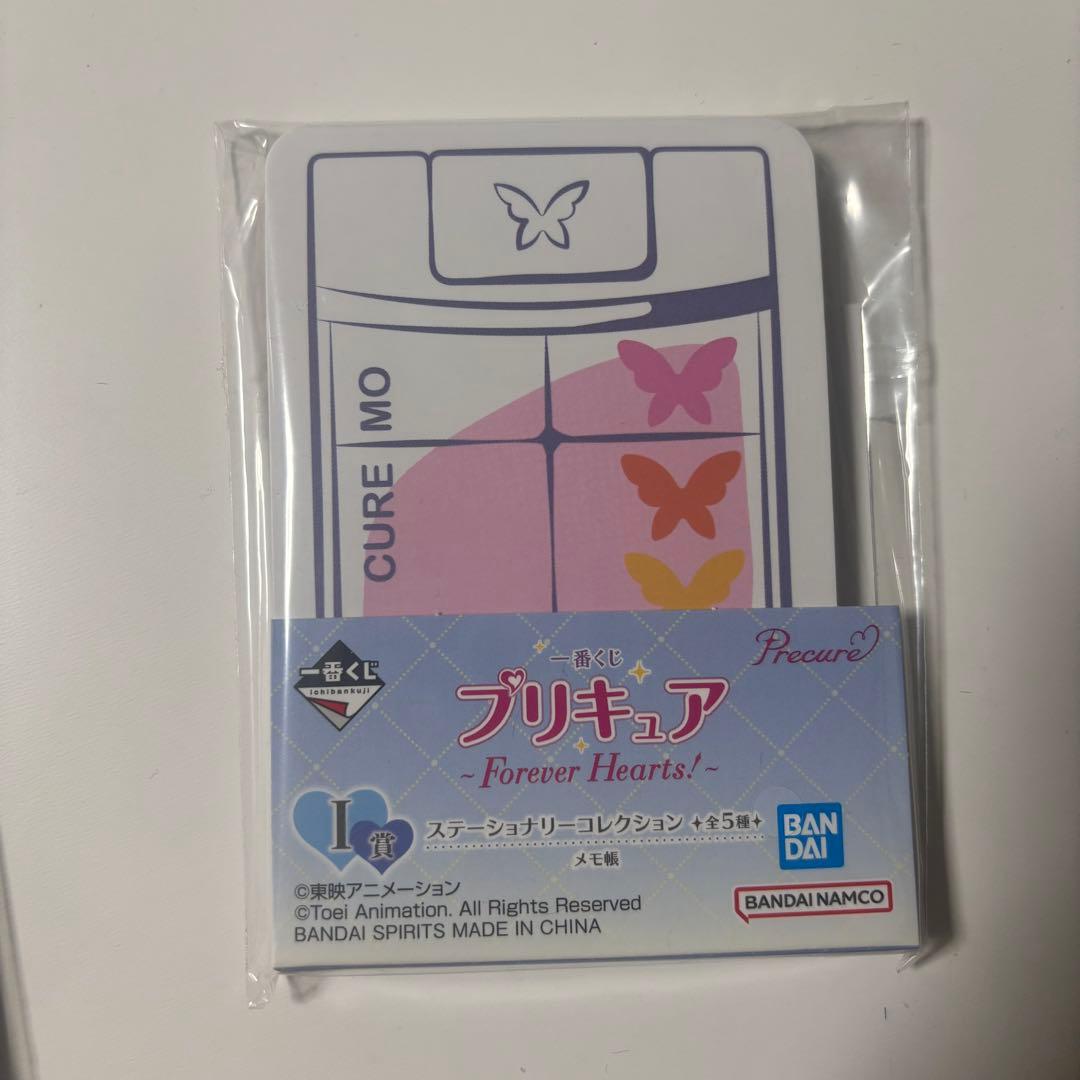 CURE MO
一番くじ
ichibankuji
一番くじ
プリキュア
~Forever Hearts!~
Precure
I賞
ステーショナリーコレクション ✦全5種✦
メモ帳
BAN
DAI
BANDAI NAMCO
©東映アニメーション
©Toei Animation. All Rights Reserved
BANDAI SPIRITS MADE IN CHINA